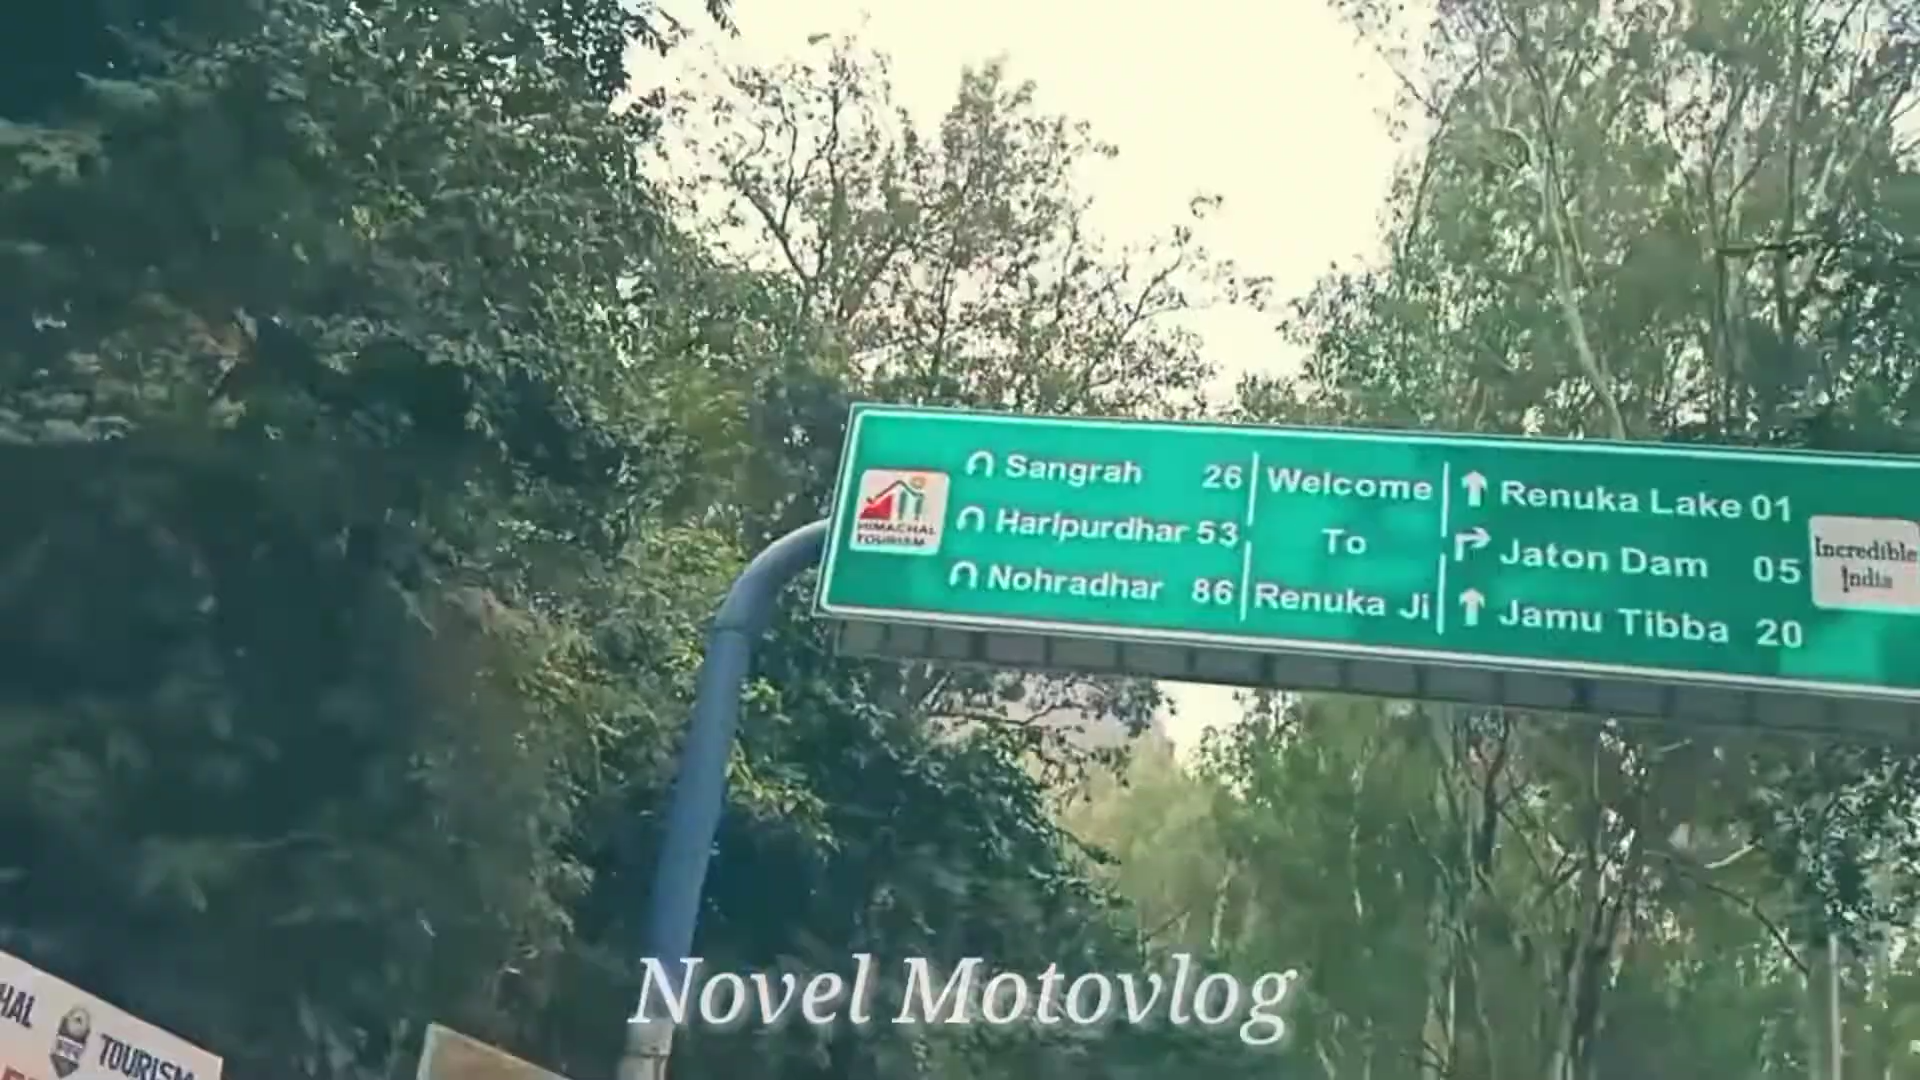 HIMACHAL
TOURISM
Sangrah 26
Haripurdhar 53
Nohradhar 86
Welcome
To
Renuka Ji
Renuka Lake 01
Jaton Dam 05
Jamu Tibba 20
Incredible
India
HAL TOURISM
Novel Motovlog